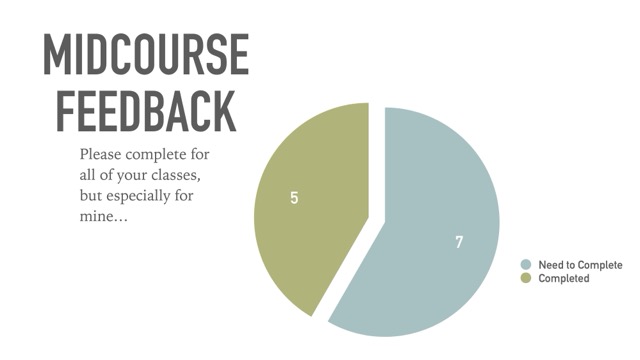 MIDCOURSE
FEEDBACK
Please complete for
all of your classes,
but especially for
mine…
5
7
Need to Complete
Completed